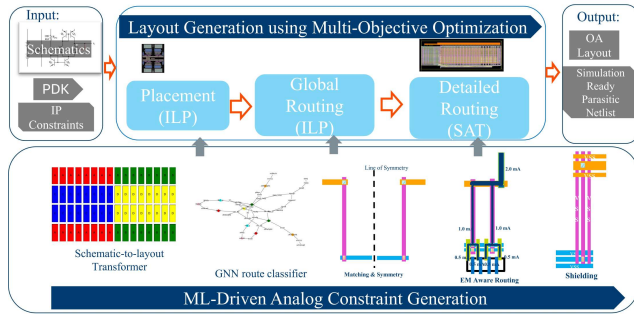 Input:
Schematics
PDK
IP
Constraints
Layout Generation using Multi-Objective Optimization
Placement
(ILP)
Global
Routing
(ILP)
Detailed
Routing
(SAT)
Output:
OA
Layout
Simulation
Ready
Parasitic
Netlist
Schematic-to-layout
Transformer
GNN route classifier
Line of Symmetry
Matching & Symmetry
2.0 mA
1.0 mA
1.0 mA
0.5 mA
EM Aware Routing
Shielding
ML-Driven Analog Constraint Generation